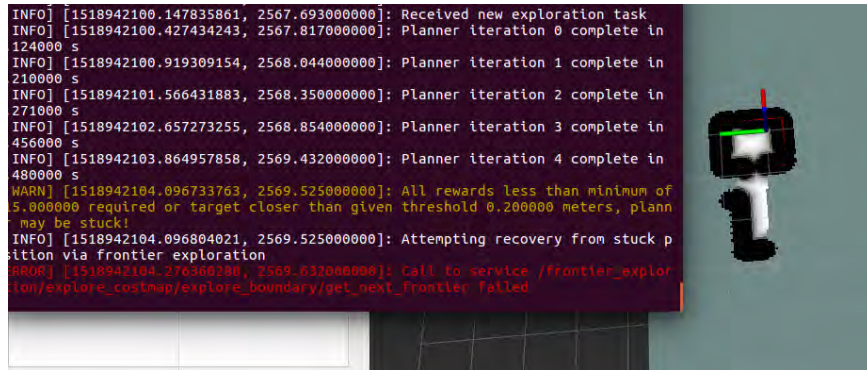 INFO] [1518942100.147835861, 2567.693000000]: Received new exploration task
INFO] [1518942100.427434243, 2567.817000000]: Planner iteration 0 complete in
.124000 s
INFO] [1518942100.919309154, 2568.044000000]: Planner iteration 1 complete in
.210000 s
INFO] [1518942101.566431883, 2568.350000000]: Planner iteration 2 complete in
.271000 s
INFO] [1518942102.657273255, 2568.854000000]: Planner iteration 3 complete in
.456000 s
INFO] [1518942103.864957858, 2569.432000000]: Planner iteration 4 complete in
.480000 s
WARN] [1518942104.096733763, 2569.525000000]: All rewards less than minimum of
15.000000 required or target closer than given threshold 0.200000 meters, plann
r may be stuck!
INFO] [1518942104.096804021, 2569.525000000]: Attempting recovery from stuck p
sition via frontier exploration
ERROR] [1518942104.276360280, 2569.632000000]: Call to service /frontier_explor
tion/explore_costmap/explore_boundary/get_next_frontier failed